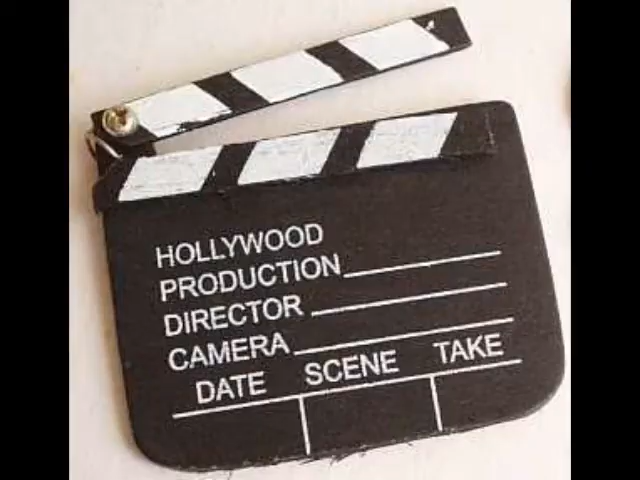 HOLLYWOOD
PRODUCTION
DIRECTOR
CAMERA
DATE SCENE TAKE